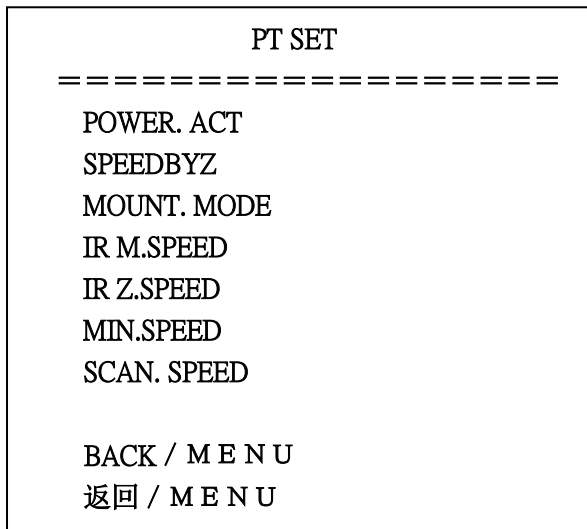 PT SET
===================
POWER. ACT
SPEEDBYZ
MOUNT. MODE
IR M.SPEED
IR Z.SPEED
MIN.SPEED
SCAN. SPEED
BACK / M E N U
返回 / M E N U